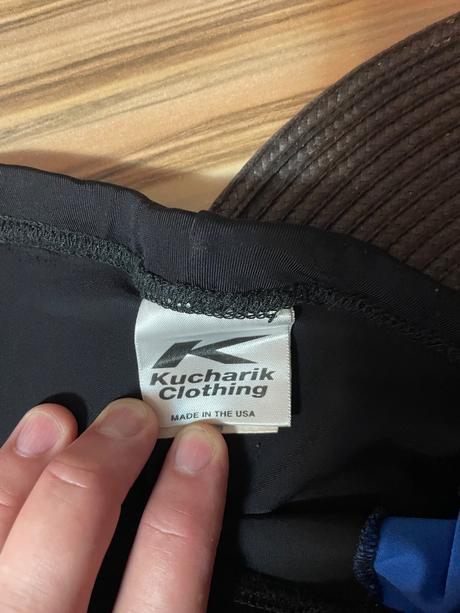 K
Kucharik
Clothing
MADE IN THE USA